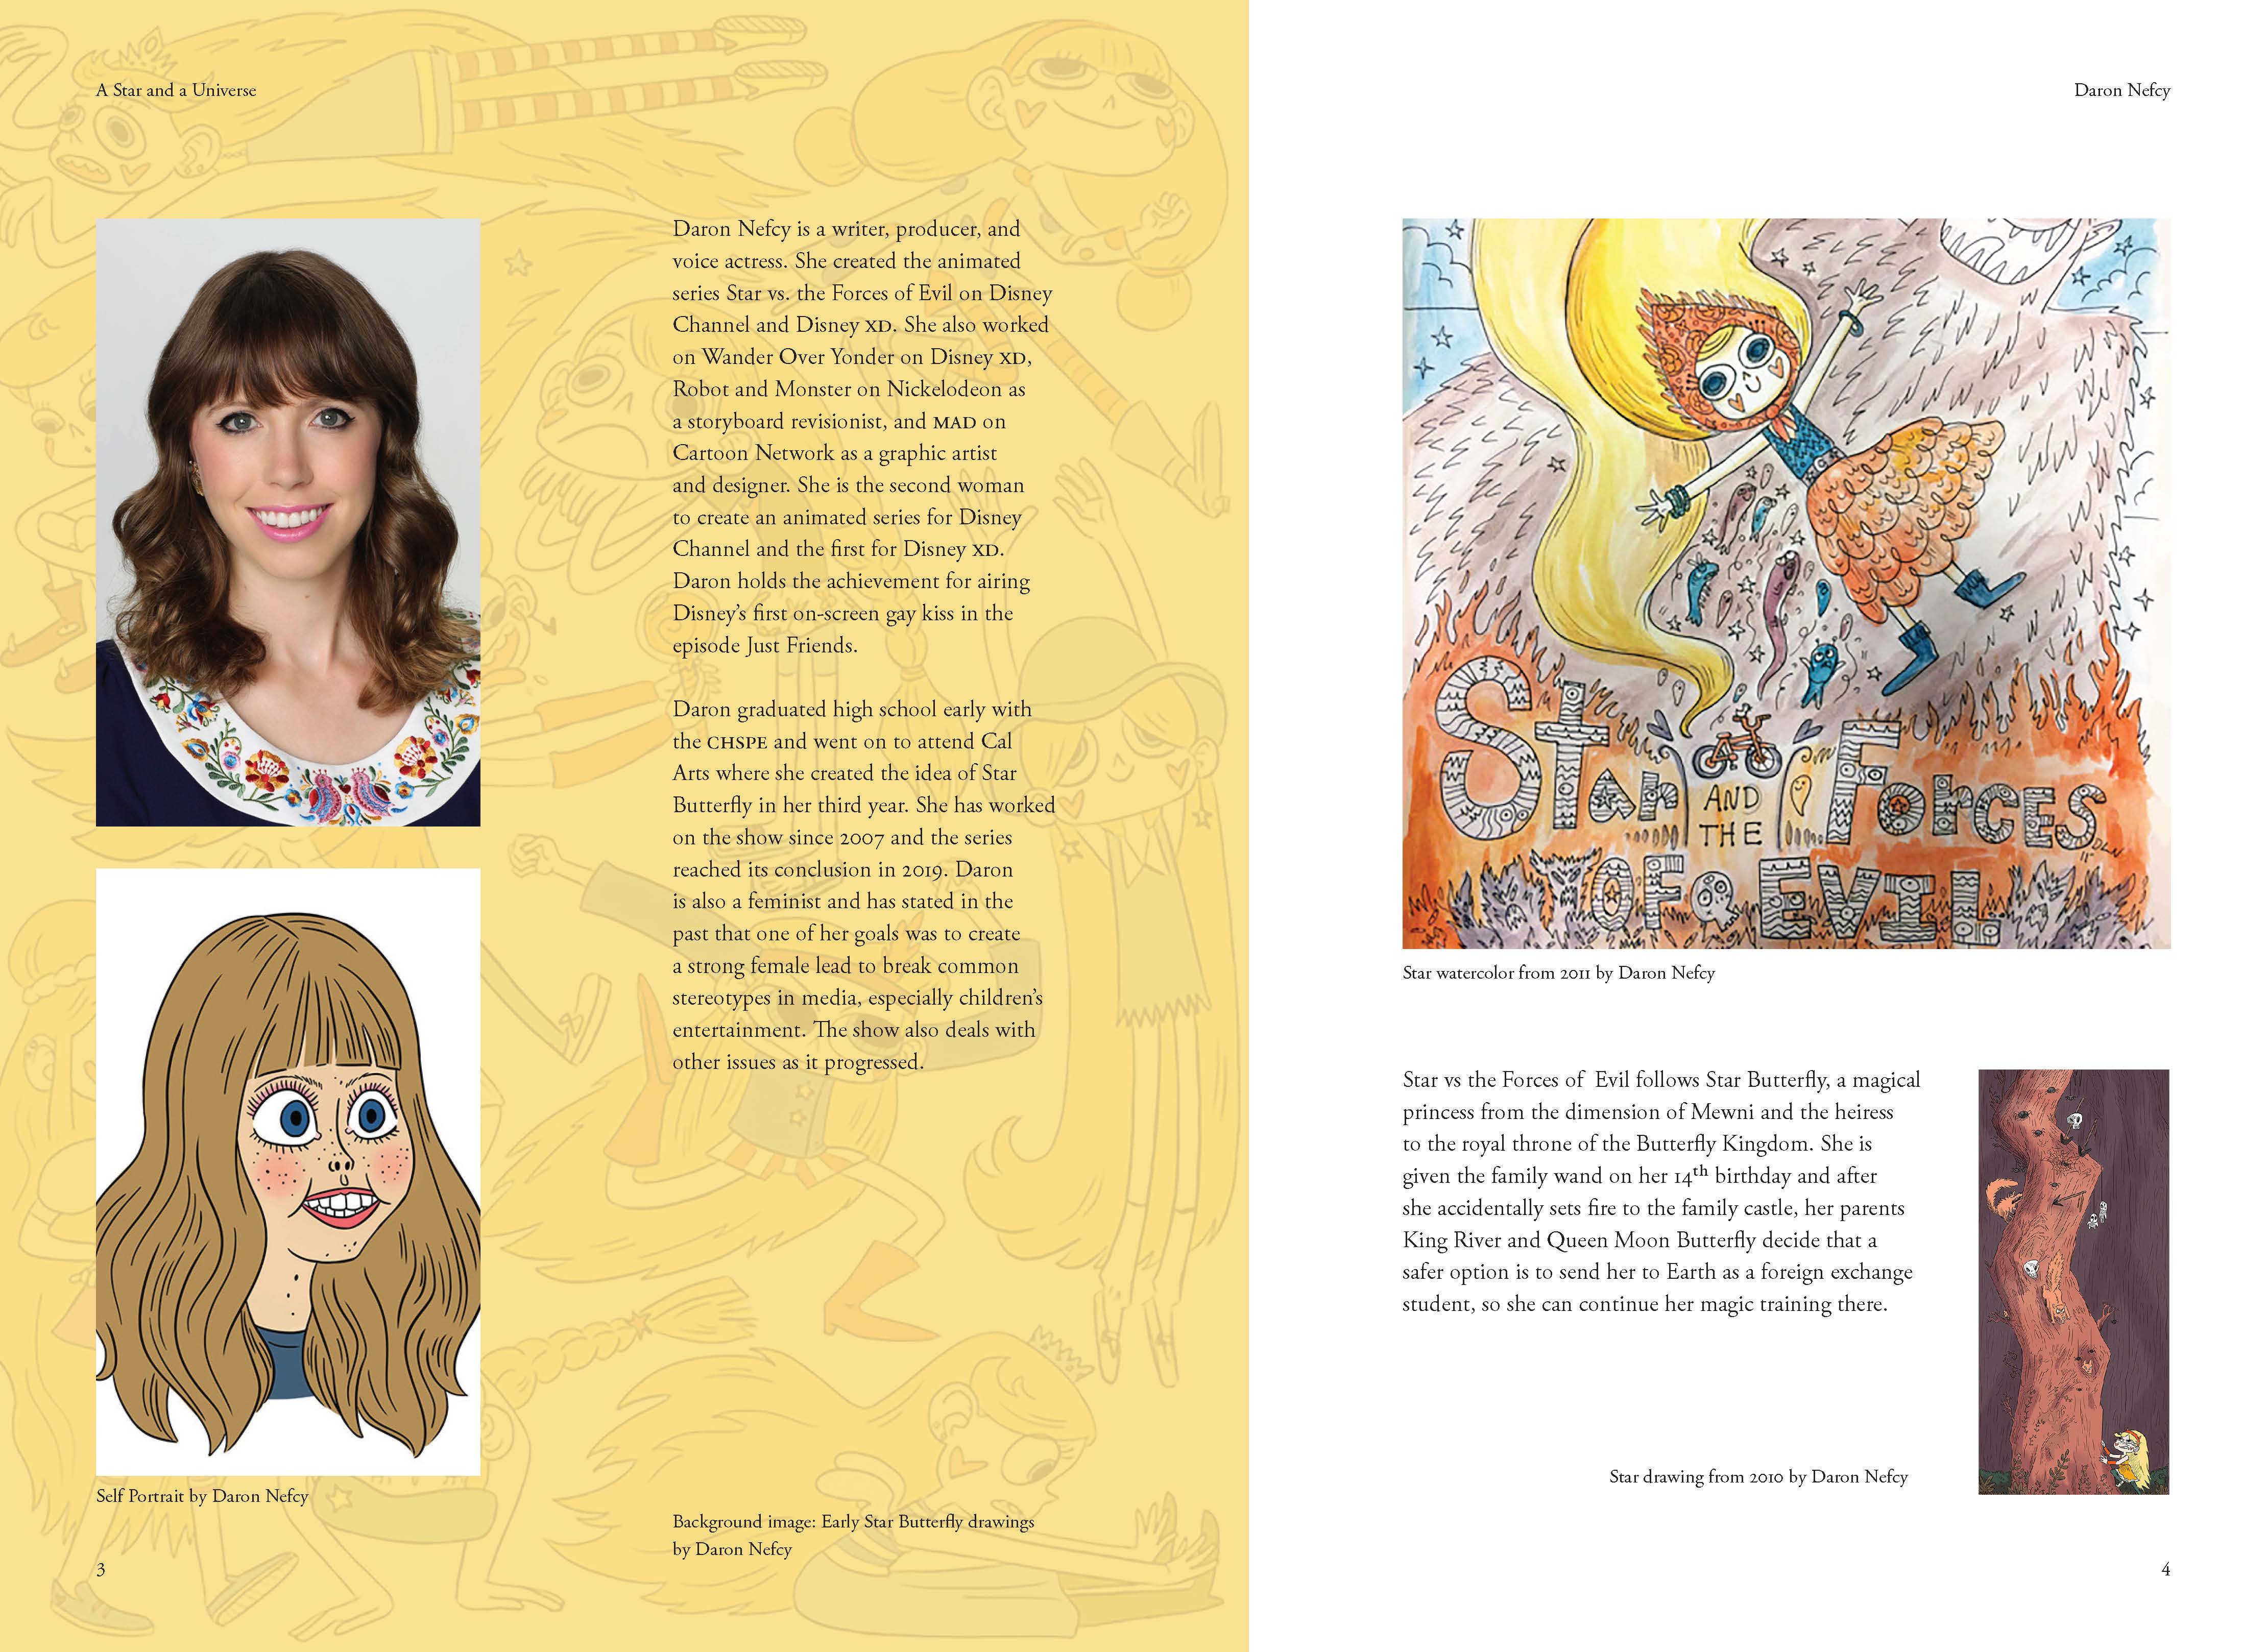 A Star and a Universe
Daron Nefcy is a writer, producer, and
voice actress. She created the animated
series Star vs. the Forces of Evil on Disney
Channel and Disney XD. She also worked
on Wander Over Yonder on Disney XD,
Robot and Monster on Nickelodeon as
a storyboard revisionist, and MAD on
Cartoon Network as a graphic artist
and designer. She is the second woman
to create an animated series for Disney
Channel and the first for Disney XD.
Daron holds the achievement for airing
Disney's first on-screen gay kiss in the
episode Just Friends.
Daron graduated high school early with
the CHSPE and went on to attend Cal
Arts where she created the idea of Star
Butterfly in her third year. She has worked
on the show since 2007 and the series
reached its conclusion in 2019. Daron
is also a feminist and has stated in the
past that one of her goals was to create
a strong female lead to break common
stereotypes in media, especially children's
entertainment. The show also deals with
other issues as it progressed.
Self Portrait by Daron Nefcy
Background image: Early Star Butterfly drawings
by Daron Nefcy
3
Daron Nefcy
Star AND THE Forces
OF EVIL
DLN
Star watercolor from 2011 by Daron Nefcy
Star vs the Forces of Evil follows Star Butterfly, a magical
princess from the dimension of Mewni and the heiress
to the royal throne of the Butterfly Kingdom. She is
given the family wand on her 14th birthday and after
she accidentally sets fire to the family castle, her parents
King River and Queen Moon Butterfly decide that a
safer option is to send her to Earth as a foreign exchange
student, so she can continue her magic training there.
Star drawing from 2010 by Daron Nefcy
4